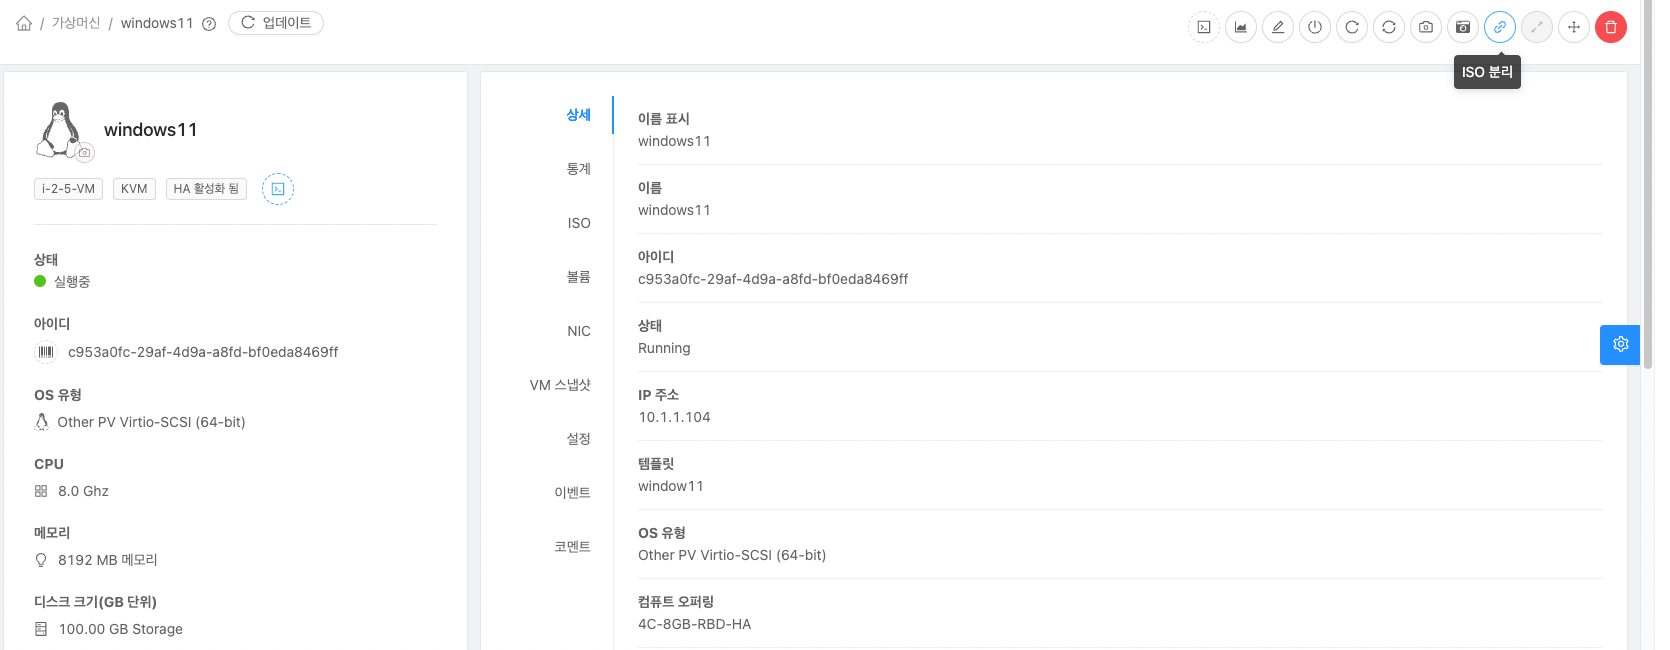 / 가상머신 / windows11 업데이트
ISO 분리
windows11
i-2-5-VM KVM HA 활성화 됨
상태
실행중
아이디
c953a0fc-29af-4d9a-a8fd-bf0eda8469ff
OS 유형
Other PV Virtio-SCSI (64-bit)
CPU
8.0 Ghz
메모리
8192 MB 메모리
디스크 크기(GB 단위)
100.00 GB Storage
상세
통계
ISO
볼륨
NIC
VM 스냅샷
설정
이벤트
코멘트
이름 표시
windows11
이름
windows11
아이디
c953a0fc-29af-4d9a-a8fd-bf0eda8469ff
상태
Running
IP 주소
10.1.1.104
템플릿
window11
OS 유형
Other PV Virtio-SCSI (64-bit)
컴퓨트 오퍼링
4C-8GB-RBD-HA